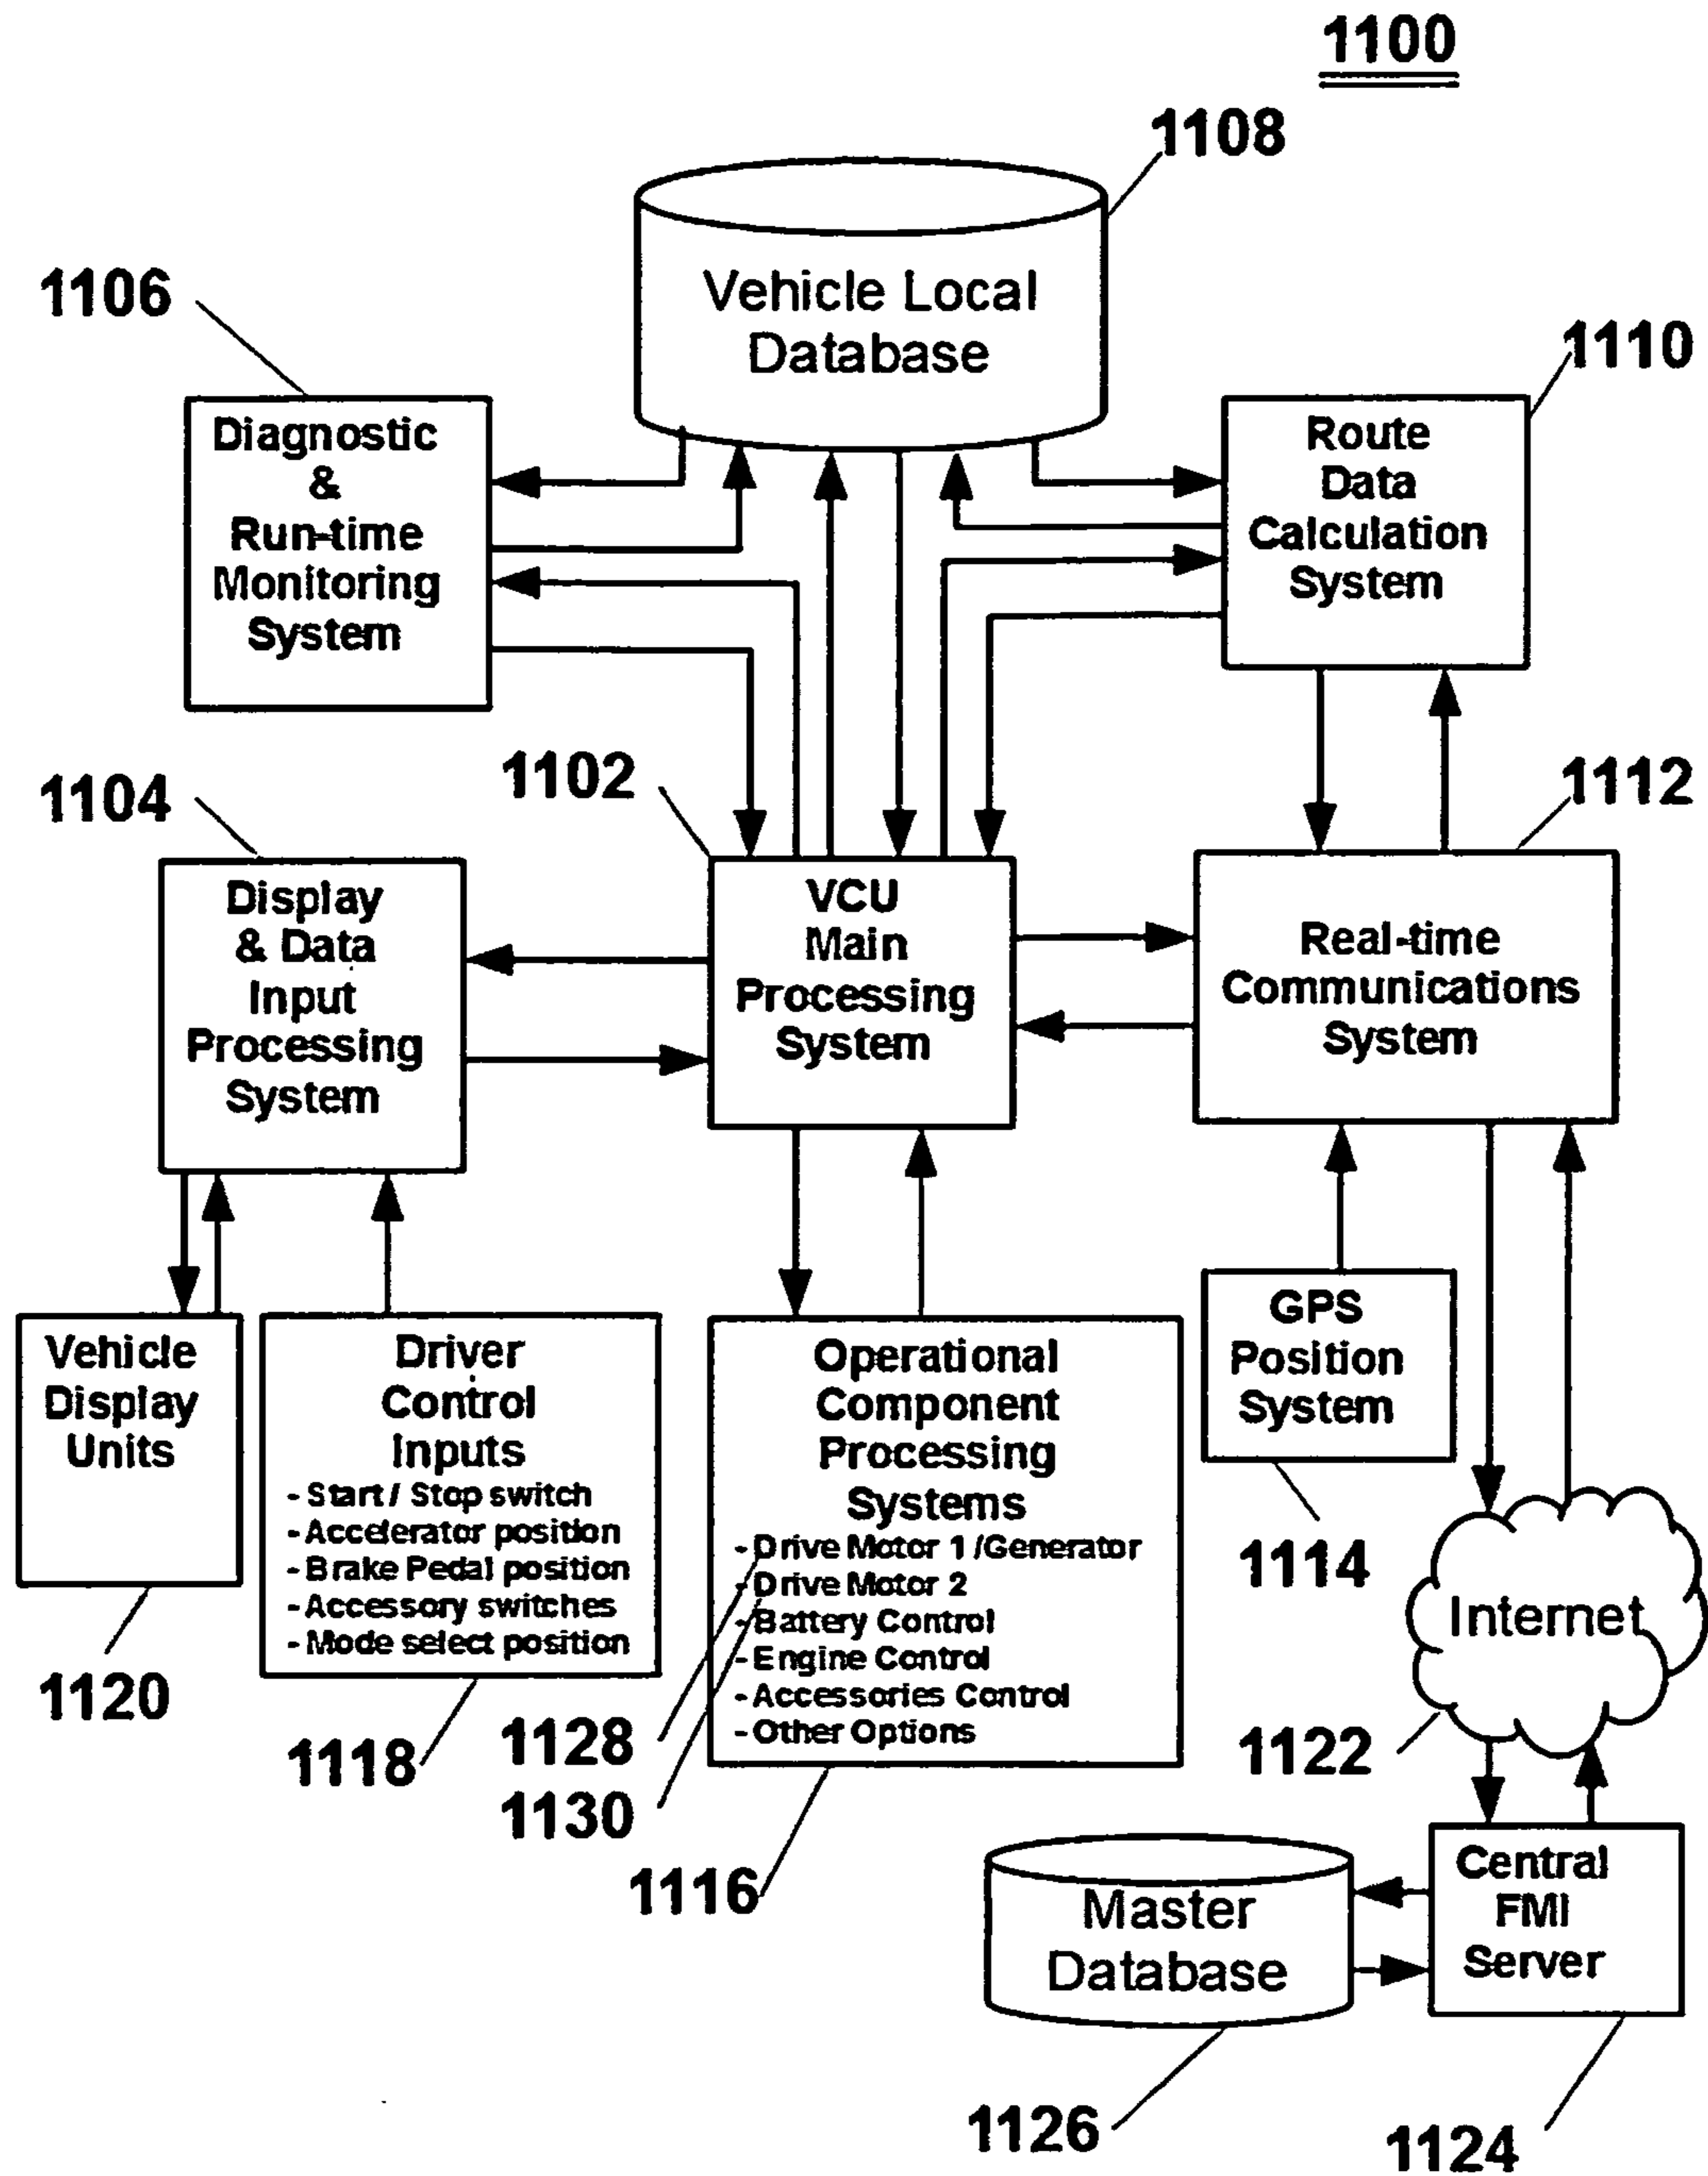 1100
1108
Vehicle Local
Database
1106
1110
Diagnostic
&
Run-time
Monitoring
System
Route
Data
Calculation
System
1104
1102
1112
Display
& Data
Input
Processing
System
VCU
Main
Processing
System
Real-time
Communications
System
Vehicle
Display
Units
1120
Driver
Control
Inputs
- Start / Stop switch
- Accelerator position
- Brake Pedal position
- Accessory switches
- Mode select position
1118
Operational
Component
Processing
Systems
- Drive Motor 1 /Generator
- Drive Motor 2
- Battery Control
- Engine Control
- Accessories Control
- Other Options
1128
1130
1116
GPS
Position
System
1114
Internet
1122
Central
FMI
Server
1124
Master
Database
1126